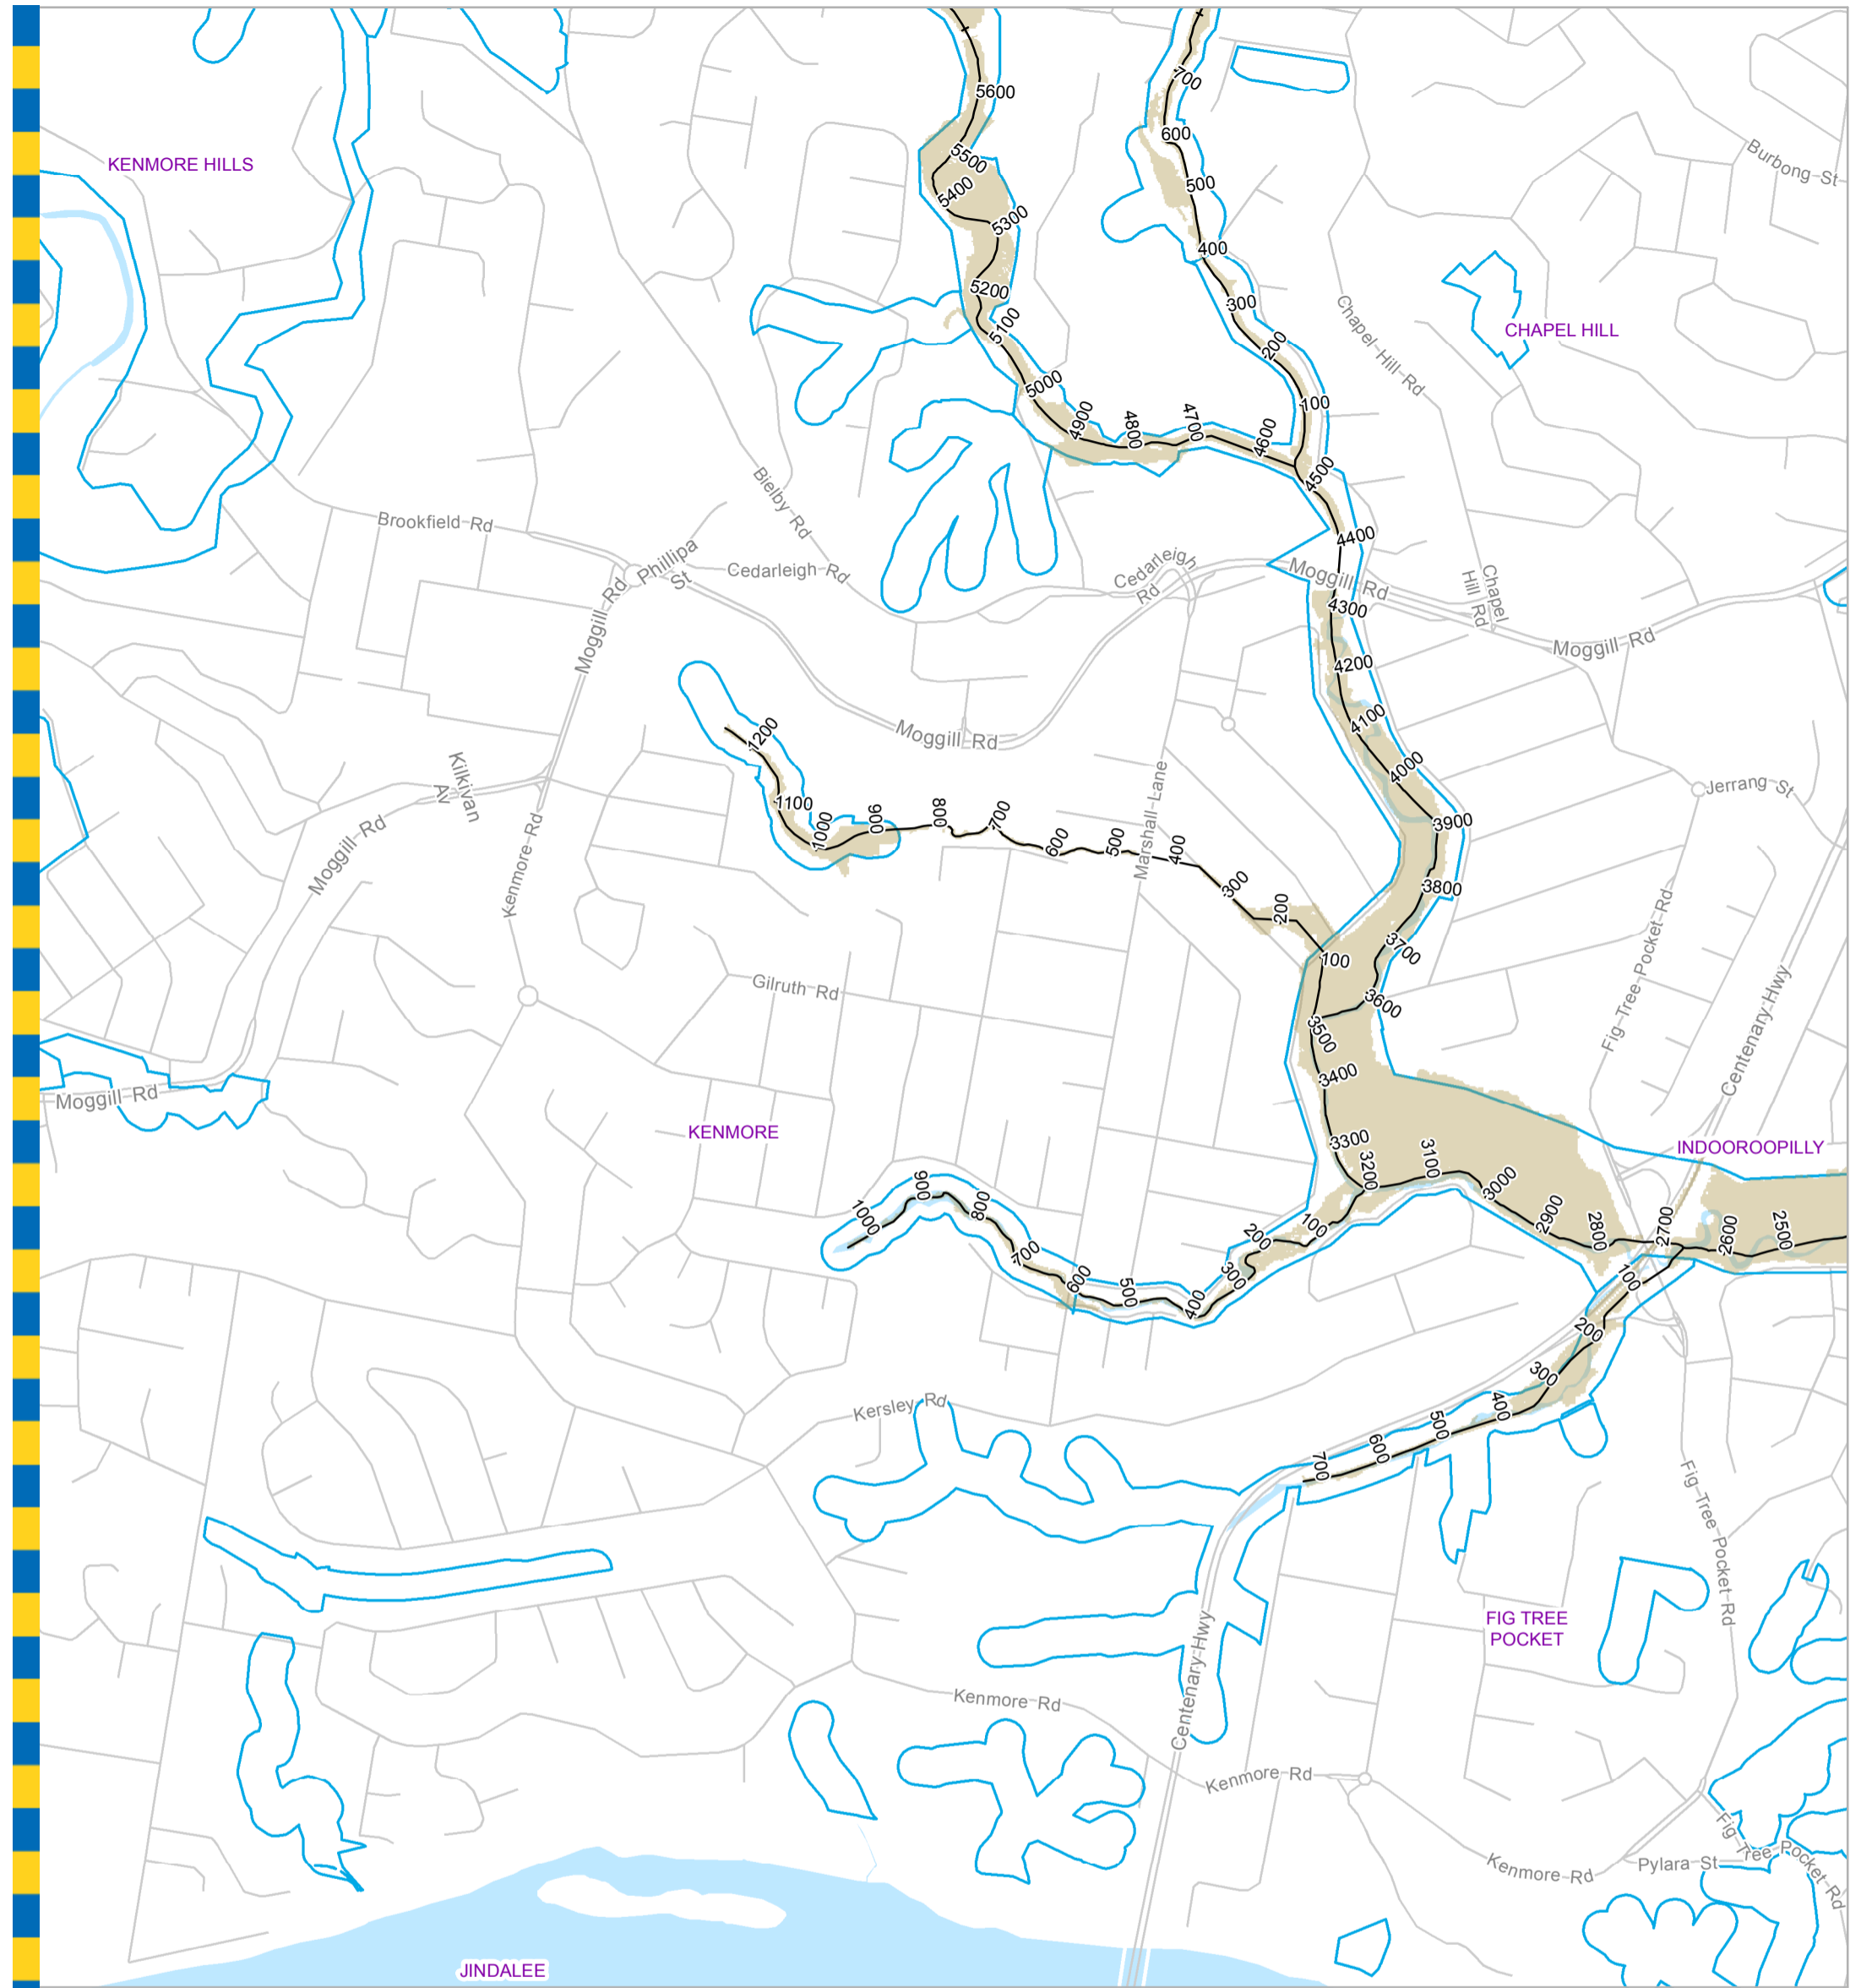 5600
700
600
5500
KENMORE HILLS
Burbong St
5400
500
5300
400
5200
300
5100
CHAPEL HILL
200
Chapel Hill Rd
5000
100
4900
4800
4700
4600
4500
Bielby Rd
Brookfield Rd
4400
Phillipa
St
Cedarleigh Rd
Cedarleigh
Rd
Moggill Rd
Chapel
Hill Rd
4300
Moggill Rd
Moggill Rd
4200
4100
1200
Moggill Rd
4000
Kilkivan
Av
Jerrang St
1100
1000
900
800
700
600
500
400
Marshall Lane
3900
Moggill Rd
Kenmore Rd
300
3800
200
Fig Tree Pocket Rd
3700
100
Gilruth Rd
3600
Centenary Hwy
3500
3400
Moggill Rd
KENMORE
3300
3200
3100
INDOOROOPILLY
3000
1000
900
800
700
600
500
400
300
200
100
2900
2800
2700
2600
2500
100
200
300
400
500
600
700
Kersley Rd
Fig Tree Pocket Rd
FIG TREE
POCKET
Centenary Hwy
Kenmore Rd
Kenmore Rd
Kenmore Rd
Pylara St
Fig Tree Pocket Rd
JINDALEE